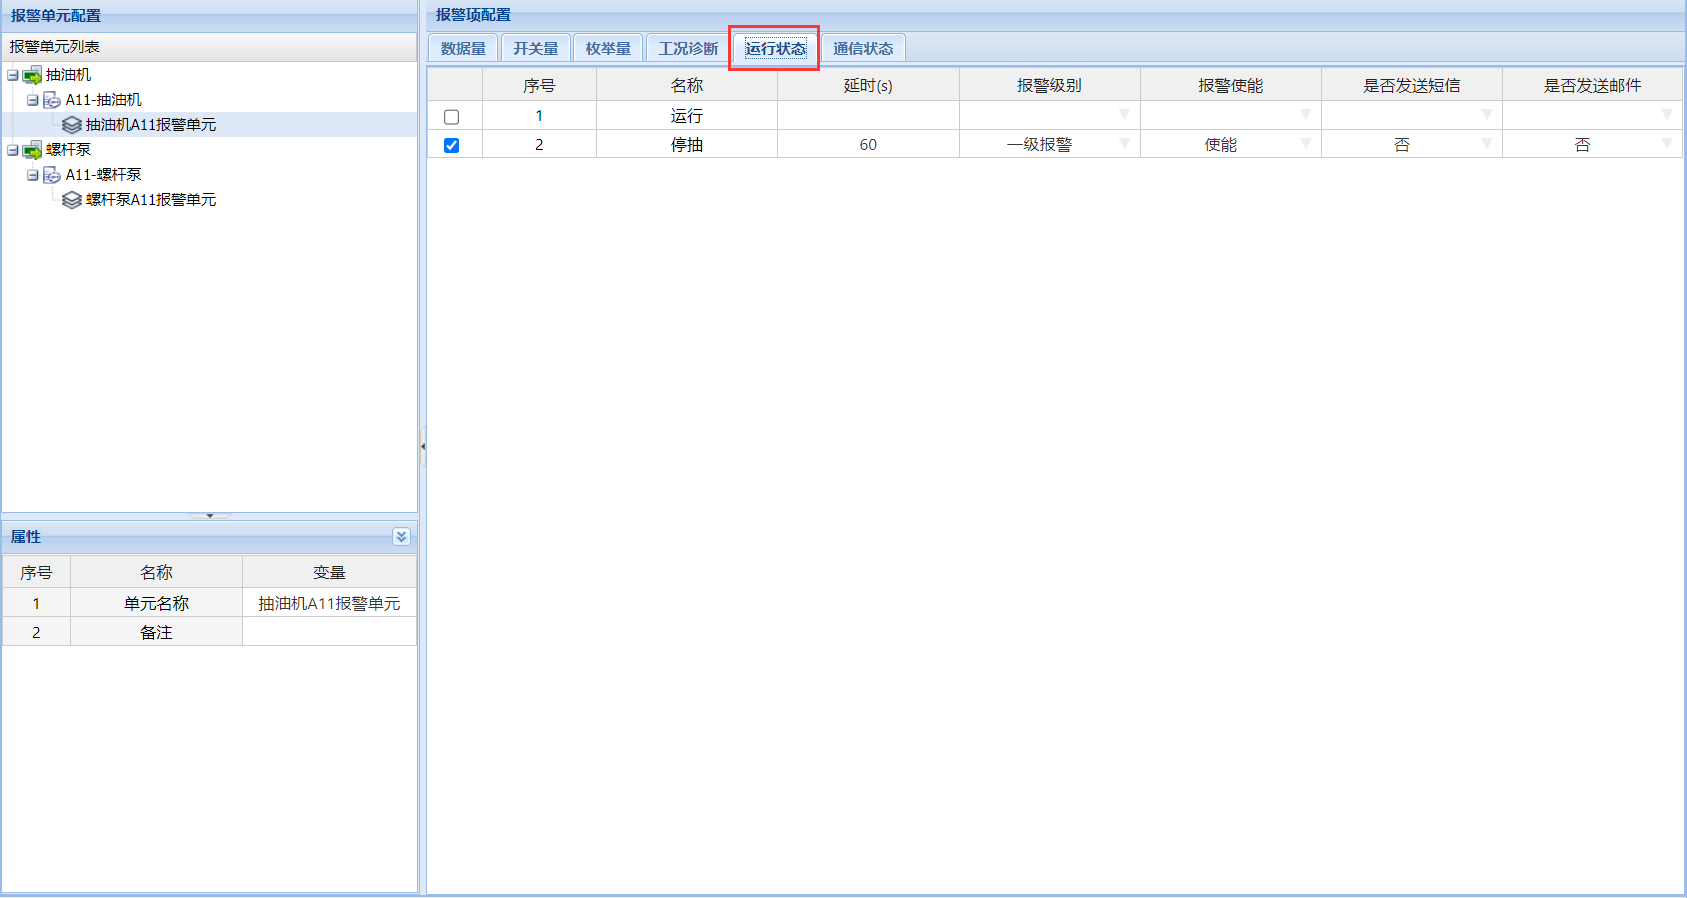 报警单元配置
报警单元列表
抽油机
A11-抽油机
抽油机A11报警单元
螺杆泵
A11-螺杆泵
螺杆泵A11报警单元
属性
序号 名称 变量
1 单元名称 抽油机A11报警单元
2 备注
报警项配置
数据量 开关量 枚举量 工况诊断 运行状态 通信状态
序号 名称 延时(s) 报警级别 报警使能 是否发送短信 是否发送邮件
1 运行
2 停抽 60 一级报警 使能 否 否